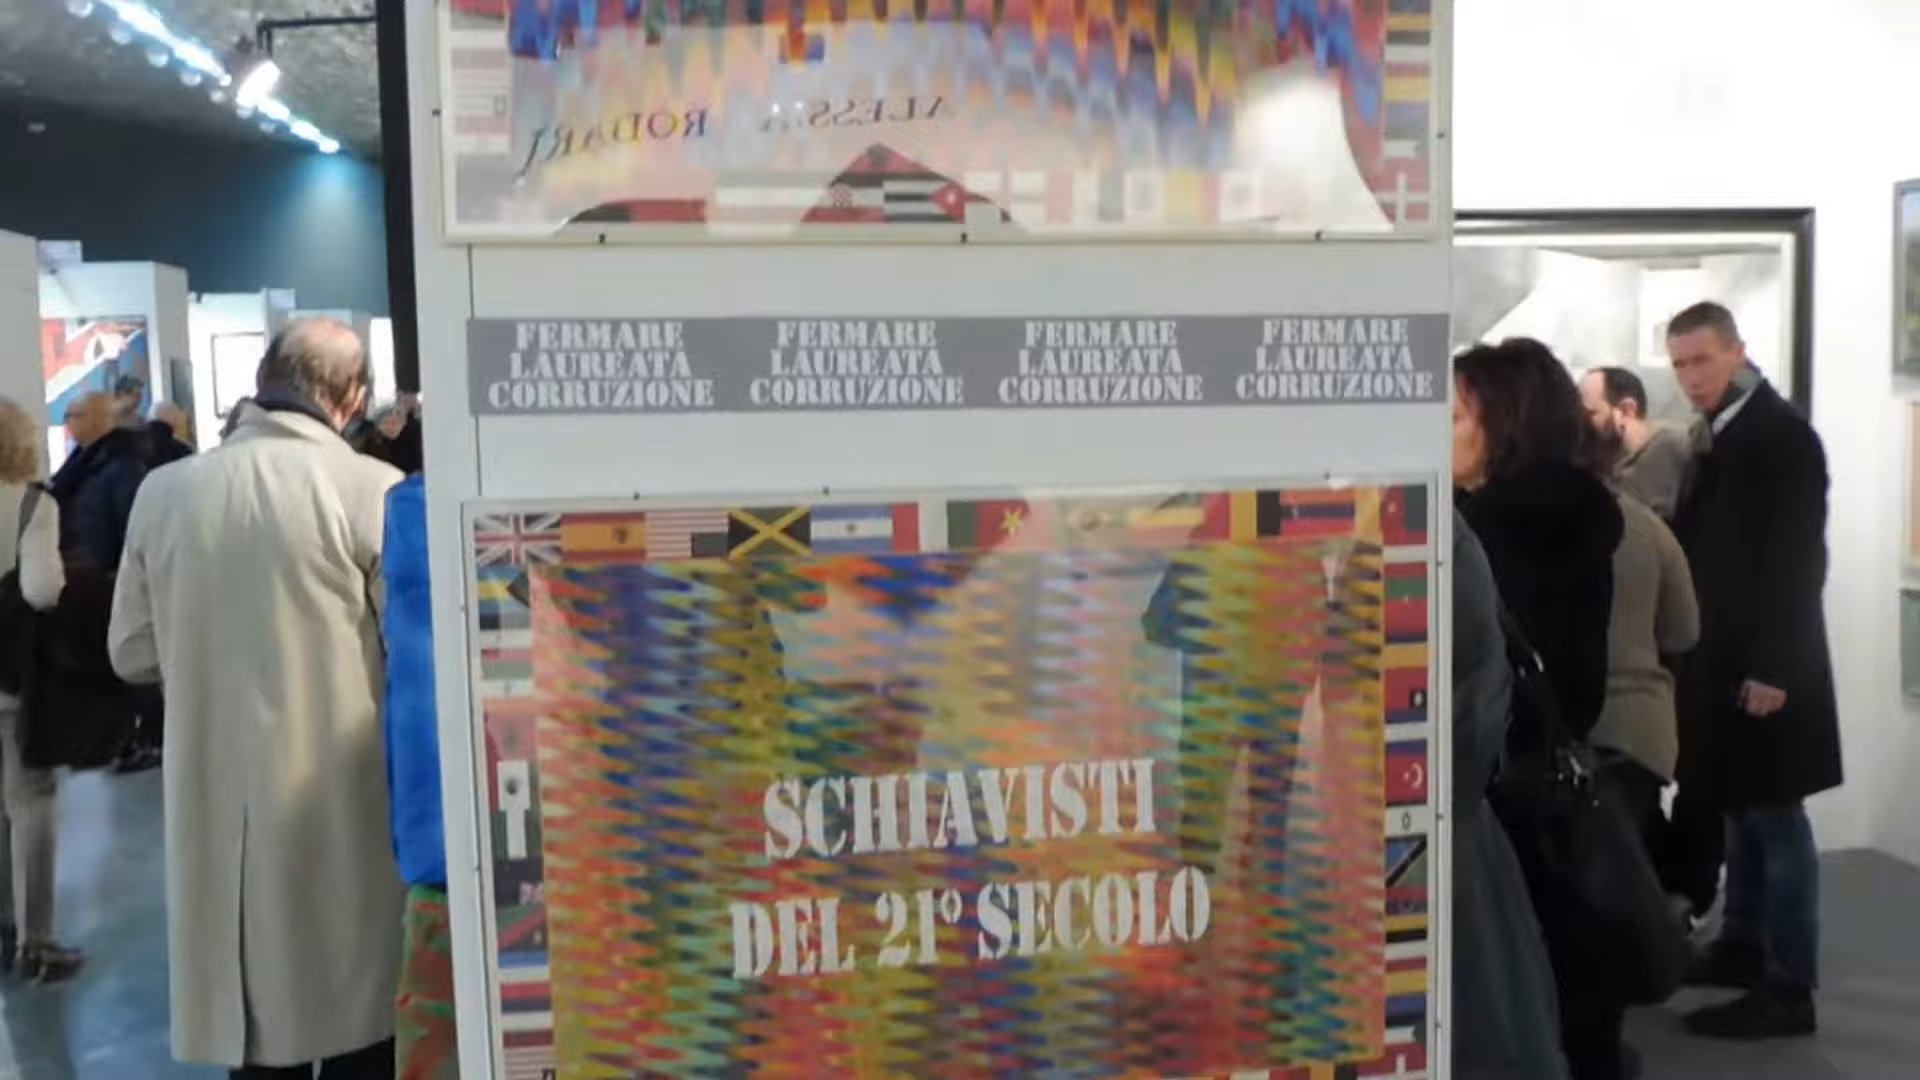 ALESSIA RODARI
FERMARE LAUREATA CORRUZIONE
FERMARE LAUREATA CORRUZIONE
FERMARE LAUREATA CORRUZIONE
FERMARE LAUREATA CORRUZIONE
SCHIAVISTI
DEL 21° SECOLO